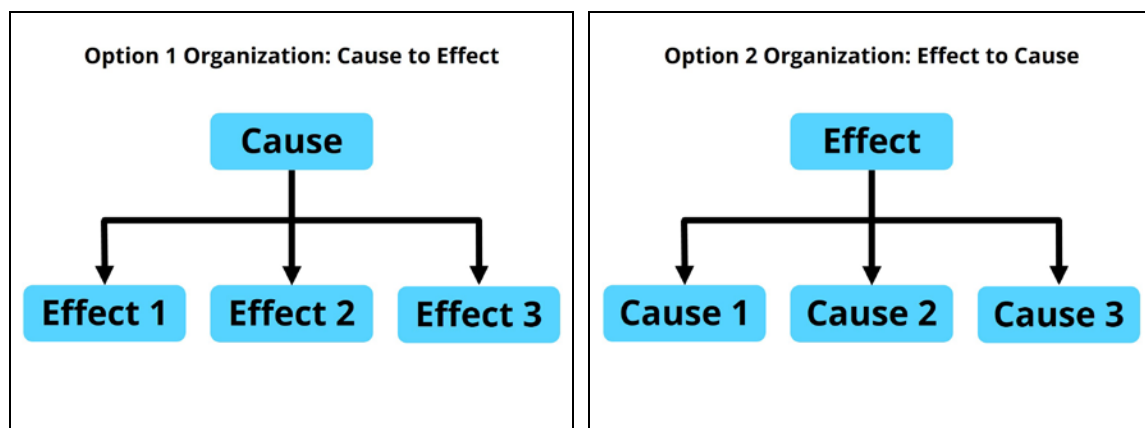 Option 1 Organization: Cause to Effect
Cause
Effect 1
Effect 2
Effect 3
Option 2 Organization: Effect to Cause
Effect
Cause 1
Cause 2
Cause 3